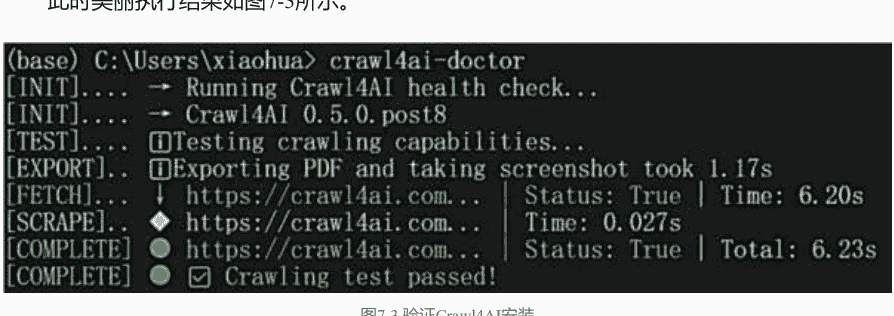 此时美丽执行结果如图7-3所示。
(base) C:\Users\xiaohua> crawl4ai-doctor
[INIT].... → Running Crawl4AI health check...
[INIT].... → Crawl4AI 0.5.0.post8
[TEST].... ℹTesting crawling capabilities...
[EXPORT].. ℹExporting PDF and taking screenshot took 1.17s
[FETCH]... ↓ https://crawl4ai.com... | Status: True | Time: 6.20s
[SCRAPE].. ◆ https://crawl4ai.com... | Time: 0.027s
[COMPLETE] ● https://crawl4ai.com... | Status: True | Total: 6.23s
[COMPLETE] ● ☑ Crawling test passed!
图7-3 验证Crawl4AI安装